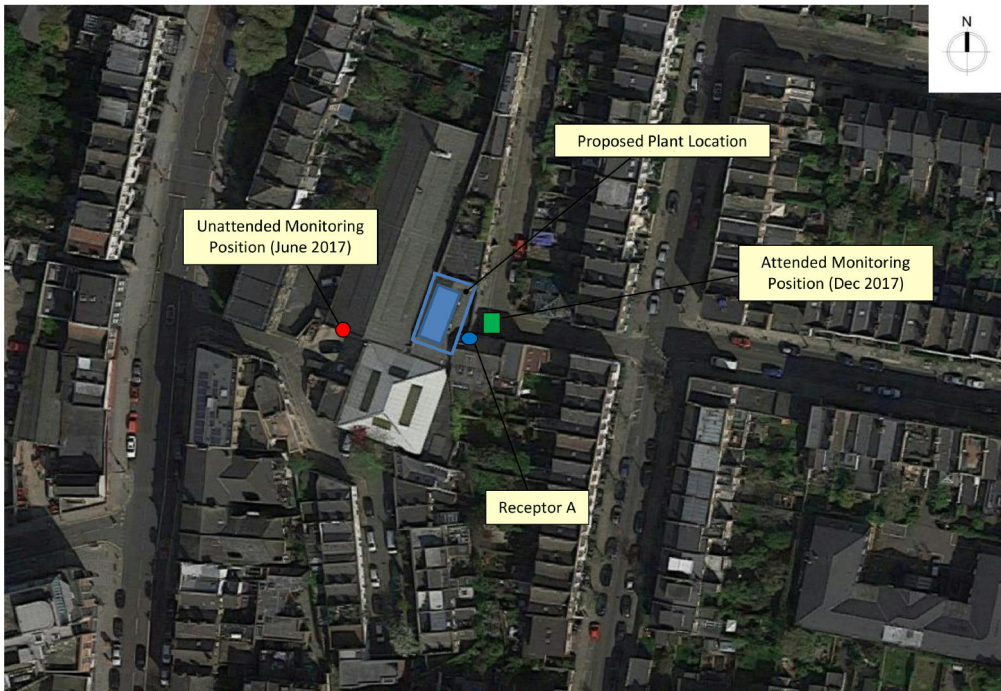 N
Proposed Plant Location
Unattended Monitoring
Position (June 2017)
Attended Monitoring
Position (Dec 2017)
Receptor A